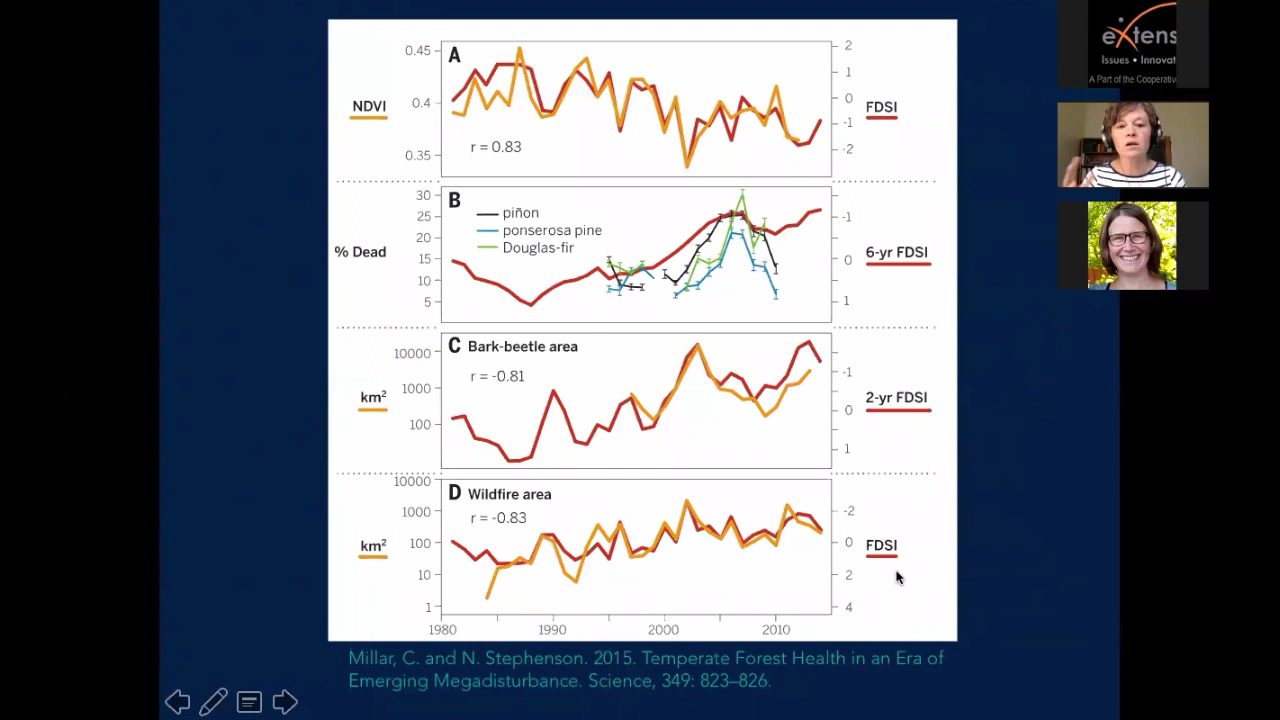 A
0.45
0.4
0.35
NDVI
r = 0.83
2
1
0
-1
-2
FDSI
B
30
25
20
15
10
5
% Dead
piñon
ponserosa pine
Douglas-fir
-1
0
1
6-yr FDSI
C Bark-beetle area
r = -0.81
10000
1000
100
km²
-1
0
1
2-yr FDSI
D Wildfire area
r = -0.83
10000
1000
100
10
1
km²
-2
0
2
4
FDSI
1980 1990 2000 2010
Millar, C. and N. Stephenson. 2015. Temperate Forest Health in an Era of
Emerging Megadisturbance. Science, 349: 823–826.
eXtens
Issues • Innovat
A Part of the Cooperativ